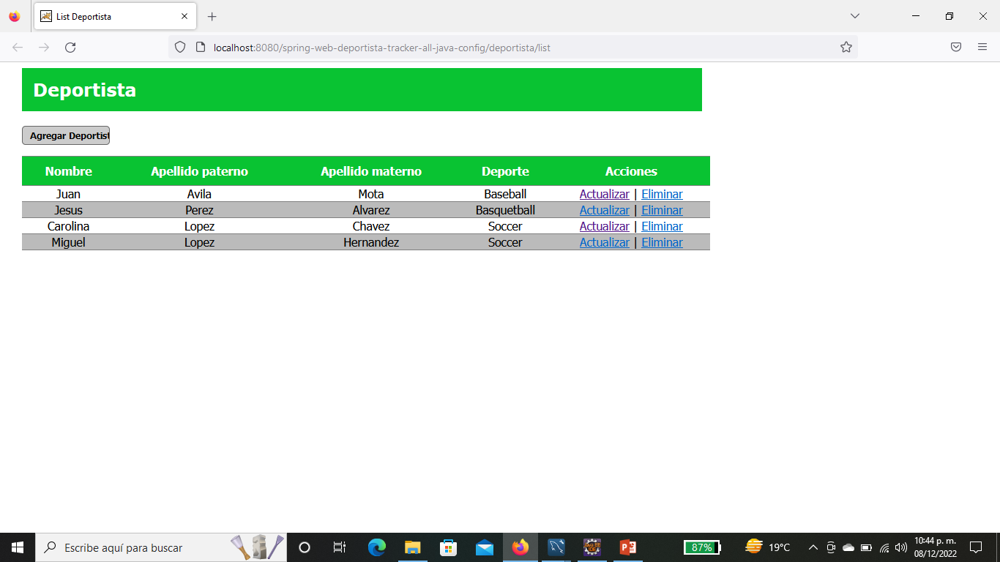 List Deportista
localhost:8080/spring-web-deportista-tracker-all-java-config/deportista/list
Deportista
Agregar Deportist
Nombre Apellido paterno Apellido materno Deporte Acciones
Juan Avila Mota Baseball Actualizar | Eliminar
Jesus Perez Alvarez Basquetball Actualizar | Eliminar
Carolina Lopez Chavez Soccer Actualizar | Eliminar
Miguel Lopez Hernandez Soccer Actualizar | Eliminar
Escribe aquí para buscar
87%
19°C
10:44 p. m.
08/12/2022